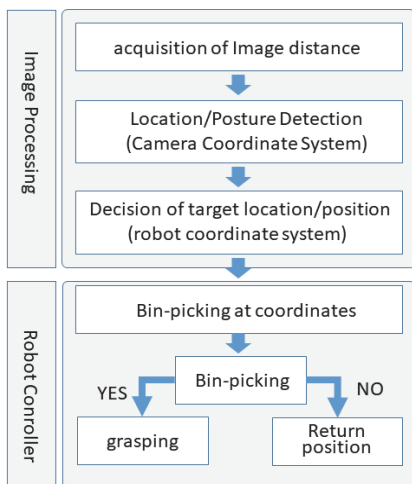 Image Processing
acquisition of Image distance
Location/Posture Detection
(Camera Coordinate System)
Decision of target location/position
(robot coordinate system)
Robot Conroller
Bin-picking at coordinates
Bin-picking
YES
NO
grasping
Return
position